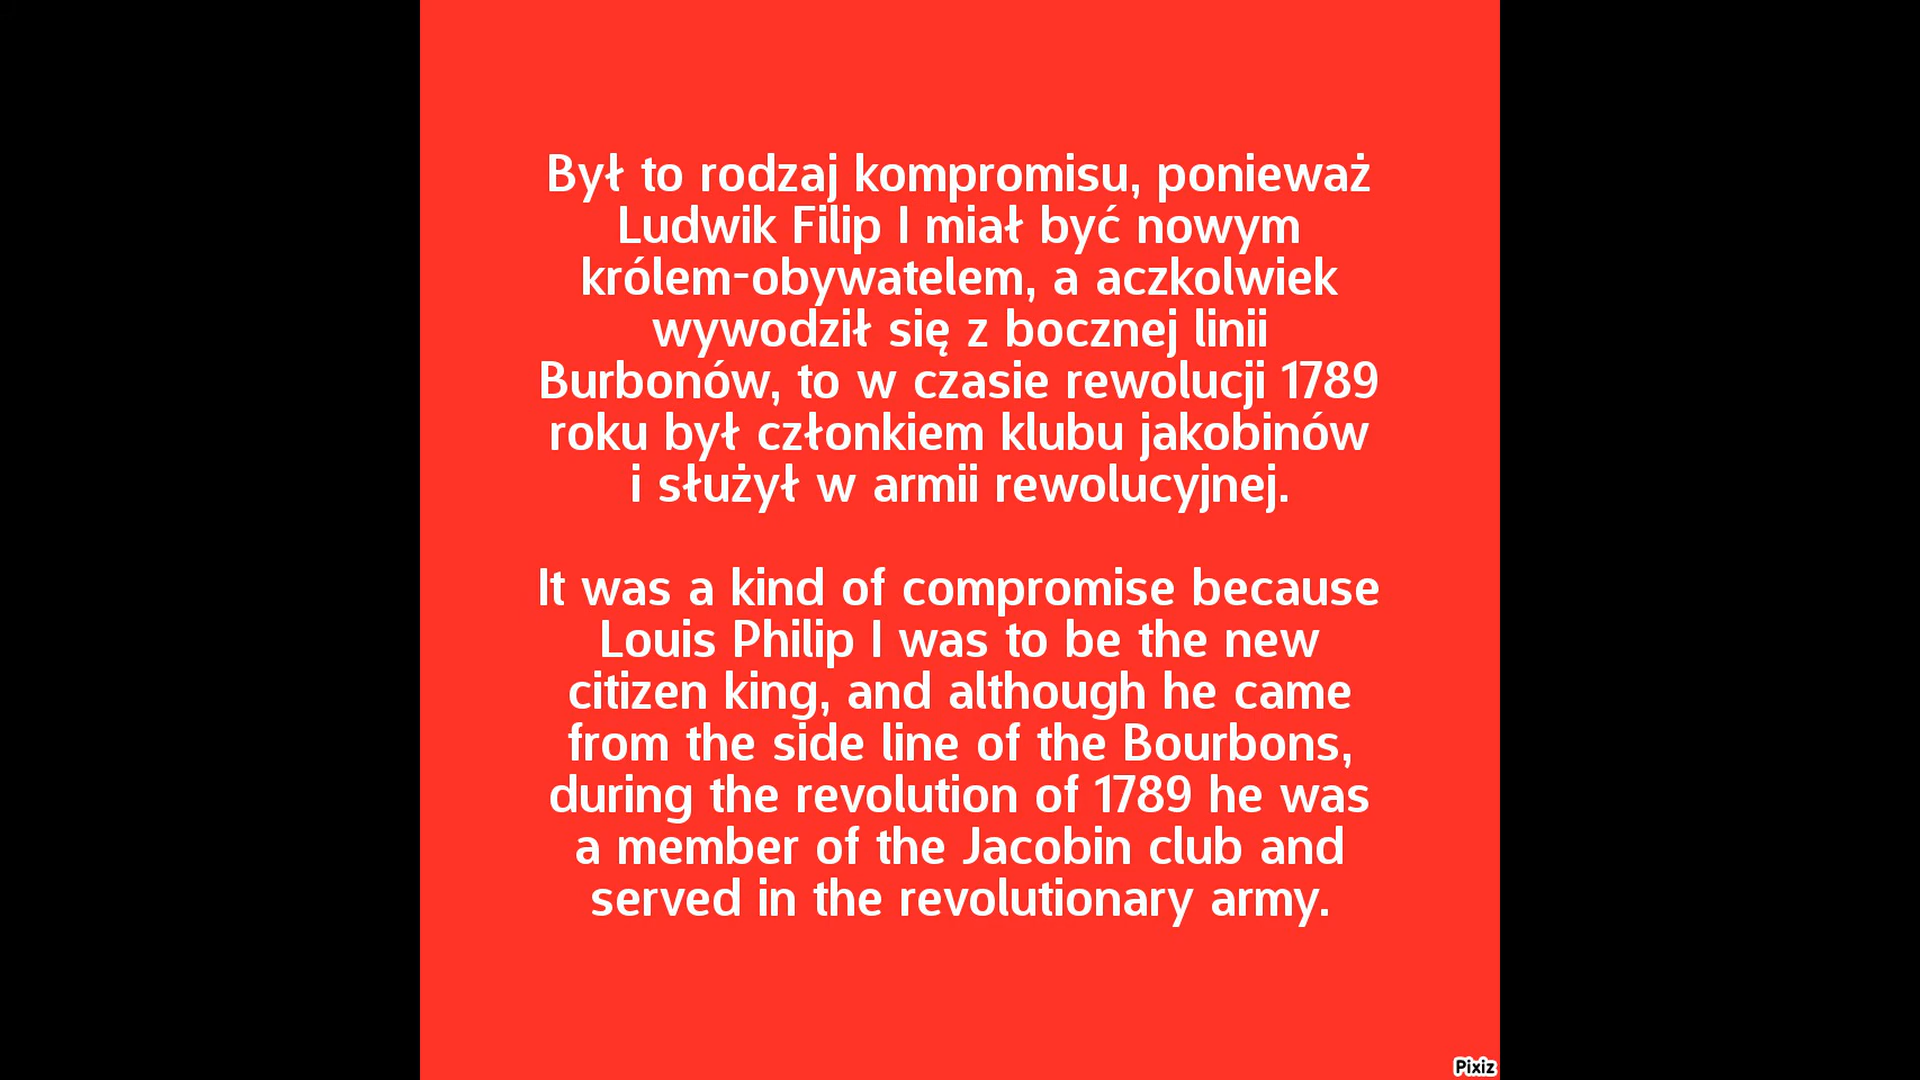 Był to rodzaj kompromisu, ponieważ
Ludwik Filip I miał być nowym
królem-obywatelem, a aczkolwiek
wywodził się z bocznej linii
Burbonów, to w czasie rewolucji 1789
roku był członkiem klubu jakobinów
i służył w armii rewolucyjnej.
It was a kind of compromise because
Louis Philip I was to be the new
citizen king, and although he came
from the side line of the Bourbons,
during the revolution of 1789 he was
a member of the Jacobin club and
served in the revolutionary army.
Pixiz